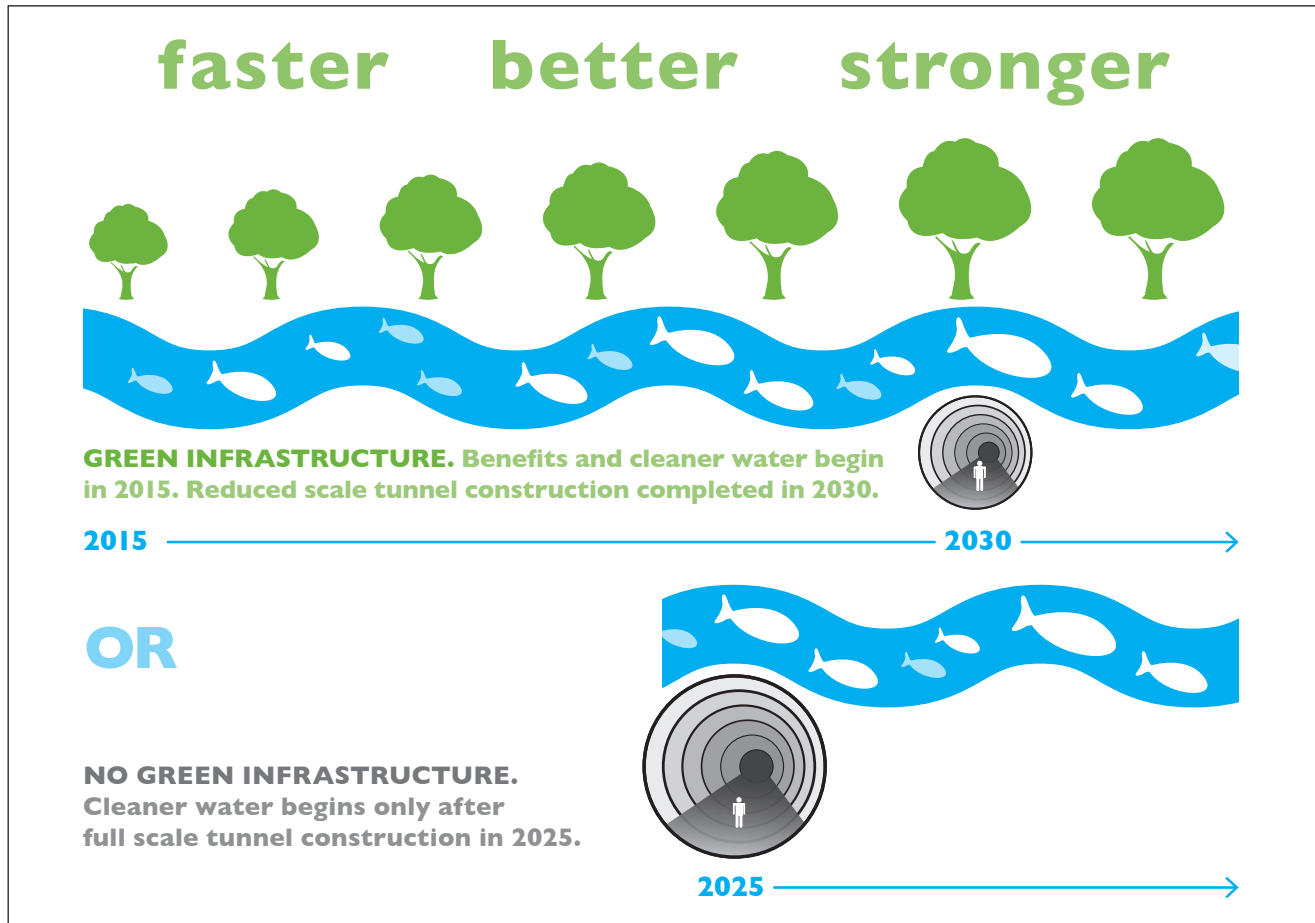 faster better stronger
GREEN INFRASTRUCTURE. Benefits and cleaner water begin
in 2015. Reduced scale tunnel construction completed in 2030.
2015 2030
OR
NO GREEN INFRASTRUCTURE.
Cleaner water begins only after
full scale tunnel construction in 2025.
2025